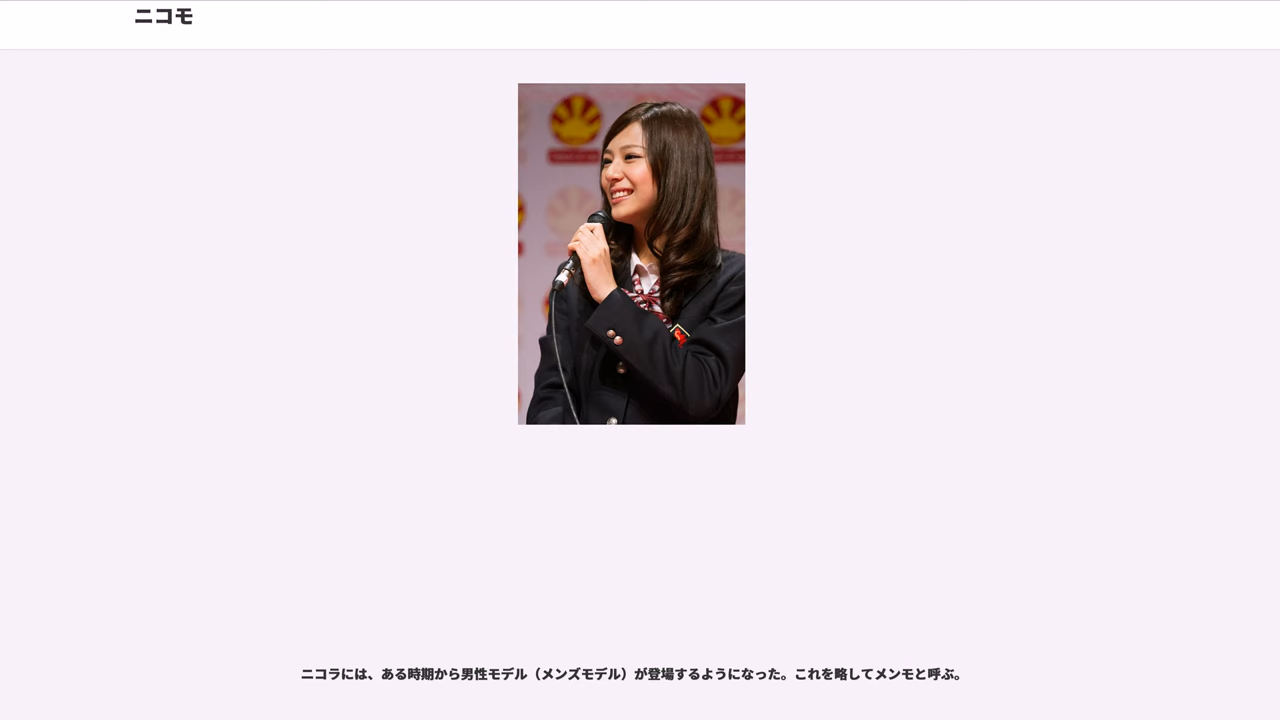 ニコモ
ニコラには、ある時期から男性モデル（メンズモデル）が登場するようになった。これを略してメンモと呼ぶ。